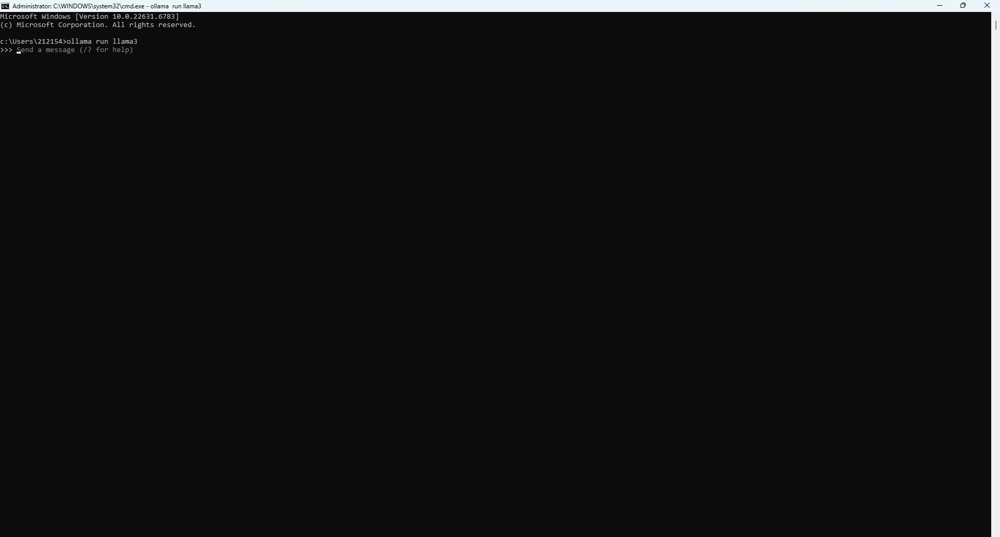 Administrator: C:\WINDOWS\system32\cmd.exe - ollama  run llama3
Microsoft Windows [Version 10.0.22631.6783]
(c) Microsoft Corporation. All rights reserved.
c:\Users\212154>ollama run llama3
>>> Send a message (/? for help)